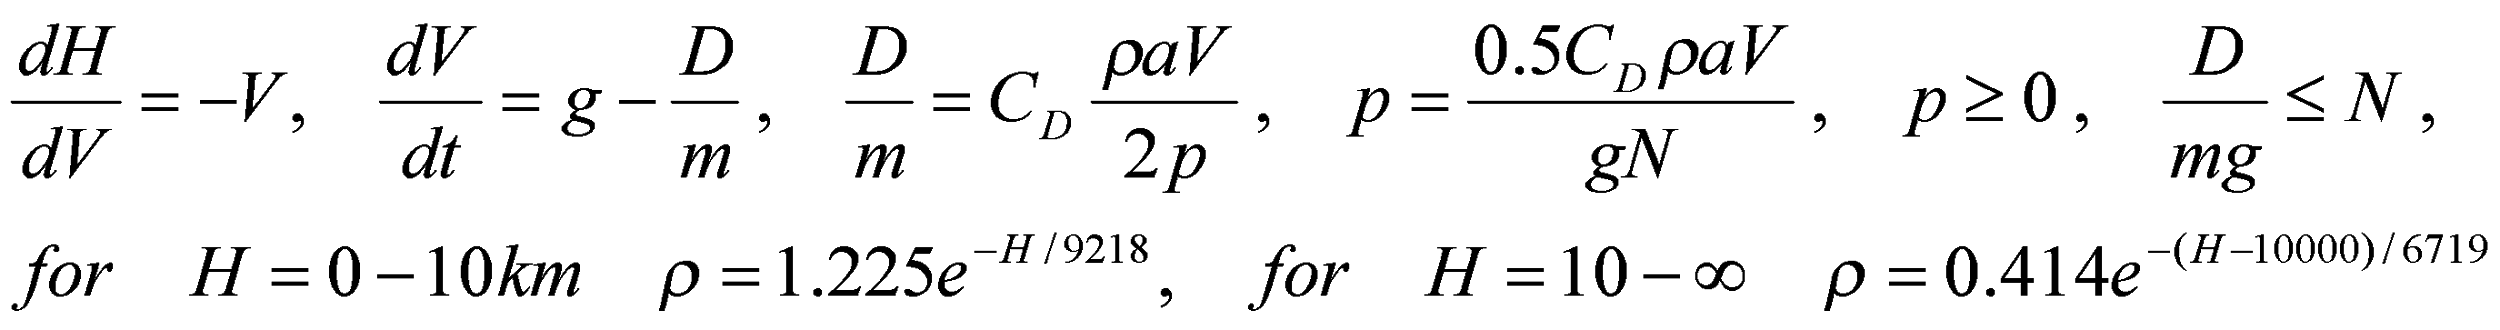 dH/dV = −V, dV/dt = g − D/m, D/m = C_D ρaV/2p, p = 0.5C_D ρaV/gN, p ≥ 0, D/mg ≤ N,
for H = 0 − 10km ρ = 1.225e^{−H/9218}, for H = 10 − ∞ ρ = 0.414e^{−(H−10000)/6719}